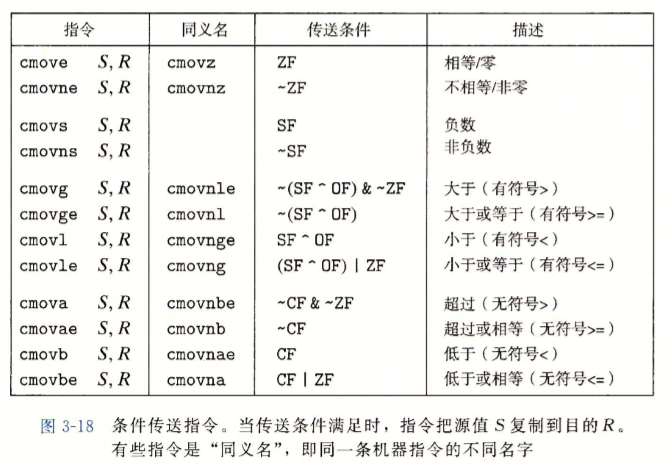 指令 同义名 传送条件 描述
cmove S, R cmovz ZF 相等/零
cmovne S, R cmovnz ~ZF 不相等/非零
cmovs S, R SF 负数
cmovns S, R ~SF 非负数
cmovg S, R cmovnle ~(SF ^ OF) & ~ZF 大于（有符号>）
cmovge S, R cmovnl ~(SF ^ OF) 大于或等于（有符号>=）
cmovl S, R cmovnge SF ^ OF 小于（有符号<）
cmovle S, R cmovng (SF ^ OF) | ZF 小于或等于（有符号<=）
cmova S, R cmovnbe ~CF & ~ZF 超过（无符号>）
cmovae S, R cmovnb ~CF 超过或相等（无符号>=）
cmovb S, R cmovnae CF 低于（无符号<）
cmovbe S, R cmovna CF | ZF 低于或相等（无符号<=）
图 3-18 条件传送指令。当传送条件满足时，指令把源值 S 复制到目的 R。
有些指令是“同义名”，即同一条机器指令的不同名字